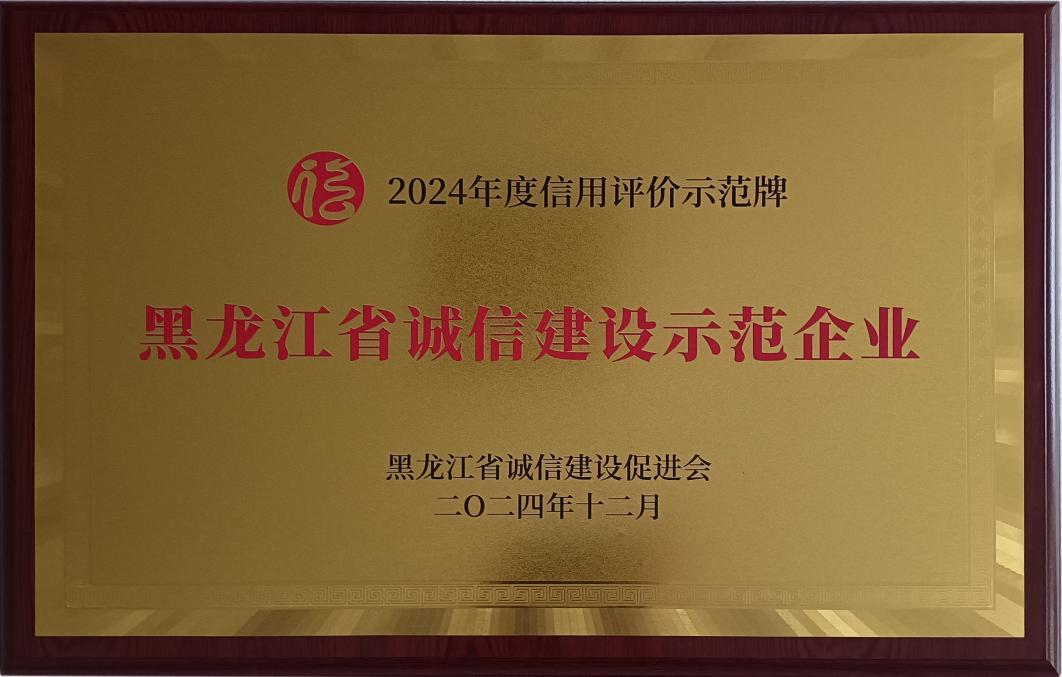 2024年度信用评价示范牌
黑龙江省诚信建设示范企业
黑龙江省诚信建设促进会
二O二四年十二月